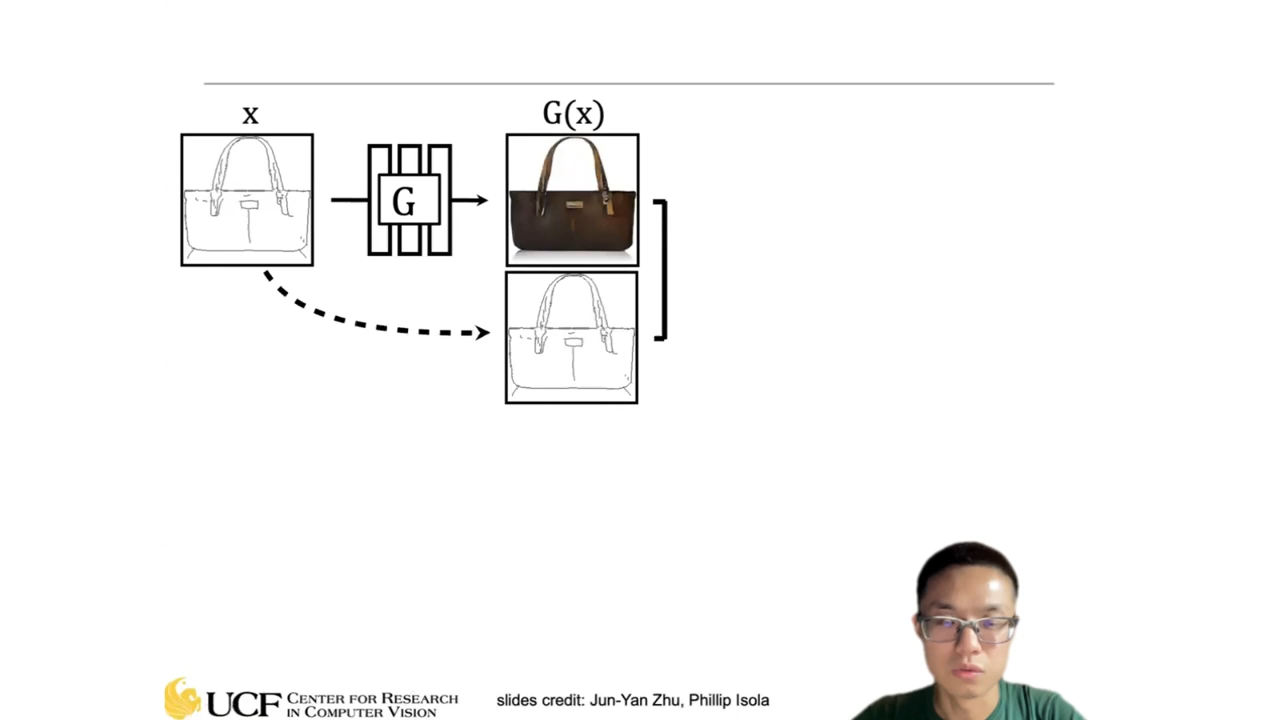 x
G(x)
G
UCF CENTER FOR RESEARCH
IN COMPUTER VISION
slides credit: Jun-Yan Zhu, Phillip Isola